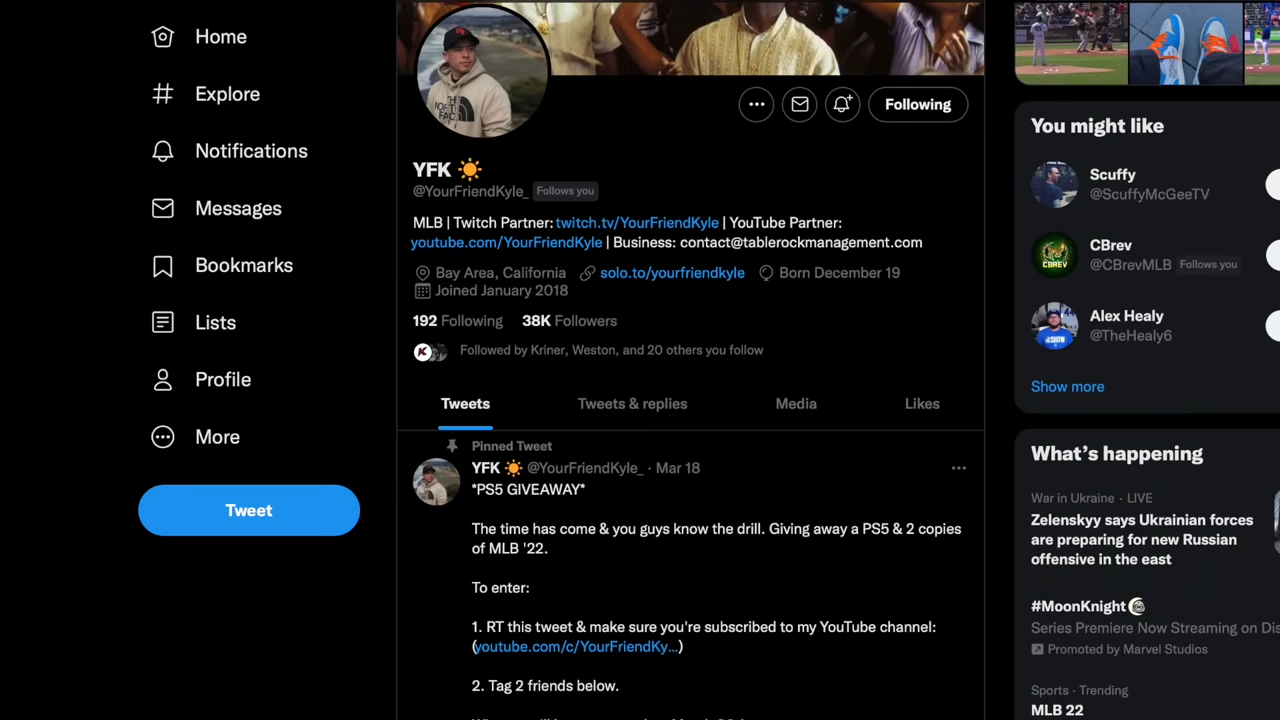 Home
Explore
Notifications
Messages
Bookmarks
Lists
Profile
More
Tweet
THE NORTH FACE
Following
YFK
@YourFriendKyle_ Follows you
MLB | Twitch Partner: twitch.tv/YourFriendKyle | YouTube Partner:
youtube.com/YourFriendKyle | Business: contact@tablerockmanagement.com
Bay Area, California solo.to/yourfriendkyle Born December 19
Joined January 2018
192 Following 38K Followers
Followed by Kriner, Weston, and 20 others you follow
Tweets Tweets & replies Media Likes
Pinned Tweet
YFK @YourFriendKyle_ · Mar 18
*PS5 GIVEAWAY*
The time has come & you guys know the drill. Giving away a PS5 & 2 copies
of MLB '22.
To enter:
1. RT this tweet & make sure you're subscribed to my YouTube channel:
(youtube.com/c/YourFriendKy...)
2. Tag 2 friends below.
You might like
Scuffy
@ScuffyMcGeeTV
CBREV
CBrev
@CBrevMLB Follows you
Alex Healy
@TheHealy6
Show more
What's happening
War in Ukraine · LIVE
Zelenskyy says Ukrainian forces
are preparing for new Russian
offensive in the east
#MoonKnight
Series Premiere Now Streaming on Dis
Promoted by Marvel Studios
Sports · Trending
MLB 22